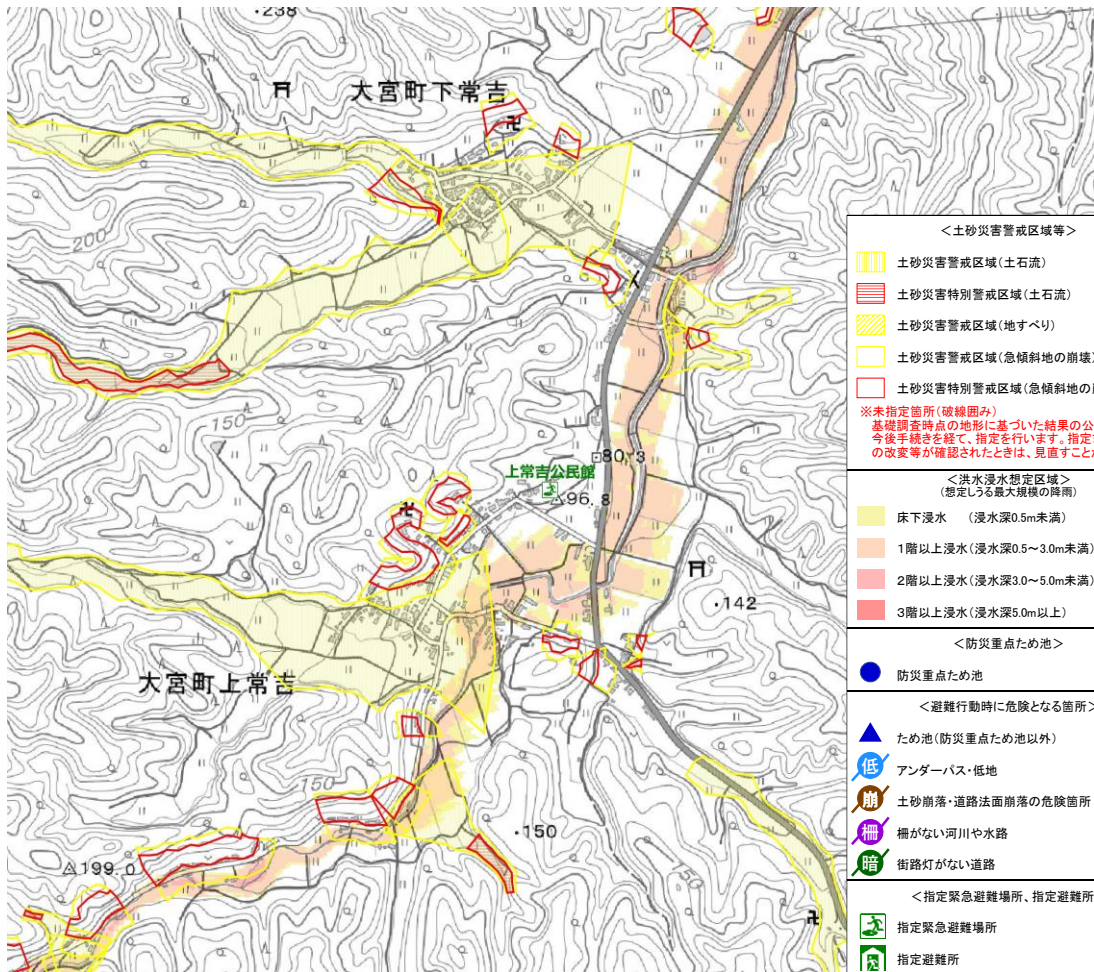 238
大宮町下常吉
200
150
80.3
上常吉公民館
96.8
142
大宮町上常吉
150
150
199.0
50
<土砂災害警戒区域等>
土砂災害警戒区域(土石流)
土砂災害特別警戒区域(土石流)
土砂災害警戒区域(地すべり)
土砂災害警戒区域(急傾斜地の崩壊)
土砂災害特別警戒区域(急傾斜地の
※未指定箇所(破線囲み)
基礎調査時点の地形に基づいた結果の公
今後手続きを経て、指定を行います。指定
の改変等が確認されたときは、見直すこと
<洪水浸水想定区域>
(想定しうる最大規模の降雨)
床下浸水 (浸水深0.5m未満)
1階以上浸水(浸水深0.5~3.0m未満)
2階以上浸水(浸水深3.0~5.0m未満)
3階以上浸水(浸水深5.0m以上)
<防災重点ため池>
防災重点ため池
<避難行動時に危険となる箇所>
ため池(防災重点ため池以外)
低 アンダーパス・低地
崩 土砂崩落・道路法面崩落の危険箇所
柵 柵がない河川や水路
暗 街路灯がない道路
<指定緊急避難場所、指定避難所
指定緊急避難場所
指定避難所